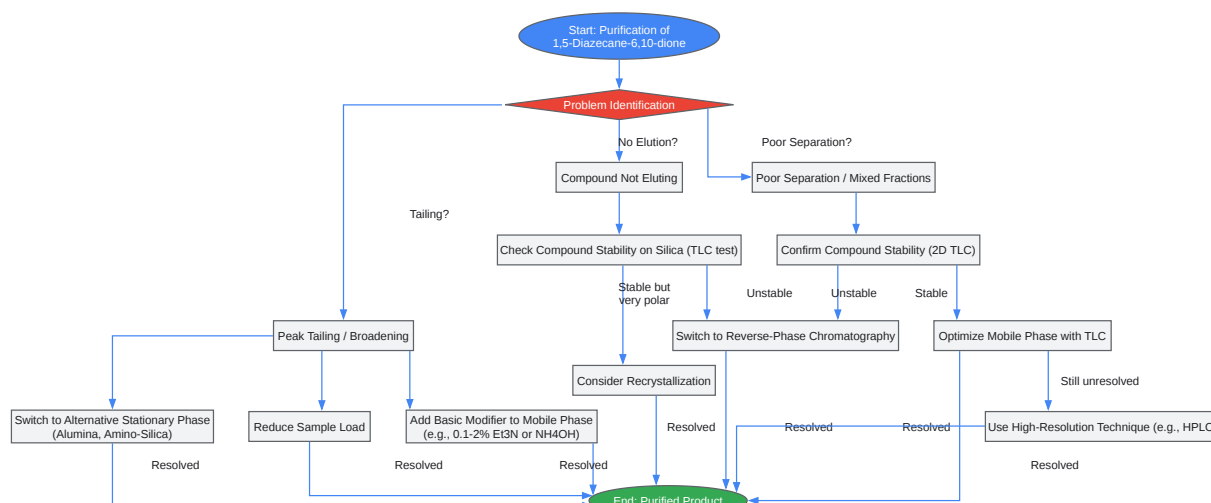 Start: Purification of
1,5-Diazecane-6,10-dione
Problem Identification
No Elution?
Poor Separation?
Compound Not Eluting
Poor Separation / Mixed Fractions
Tailing?
Check Compound Stability on Silica (TLC test)
Confirm Compound Stability (2D TLC)
Stable but
very polar
Unstable
Unstable
Stable
Peak Tailing / Broadening
Switch to Reverse-Phase Chromatography
Optimize Mobile Phase with TLC
Consider Recrystallization
Still unresolved
Switch to Alternative Stationary Phase
(Alumina, Amino-Silica)
Reduce Sample Load
Add Basic Modifier to Mobile Phase
(e.g., 0.1-2% Et3N or NH4OH)
Resolved
Resolved
Resolved
Use High-Resolution Technique (e.g., HPLC
Resolved
Resolved
Resolved
Resolved
End: Purified Product